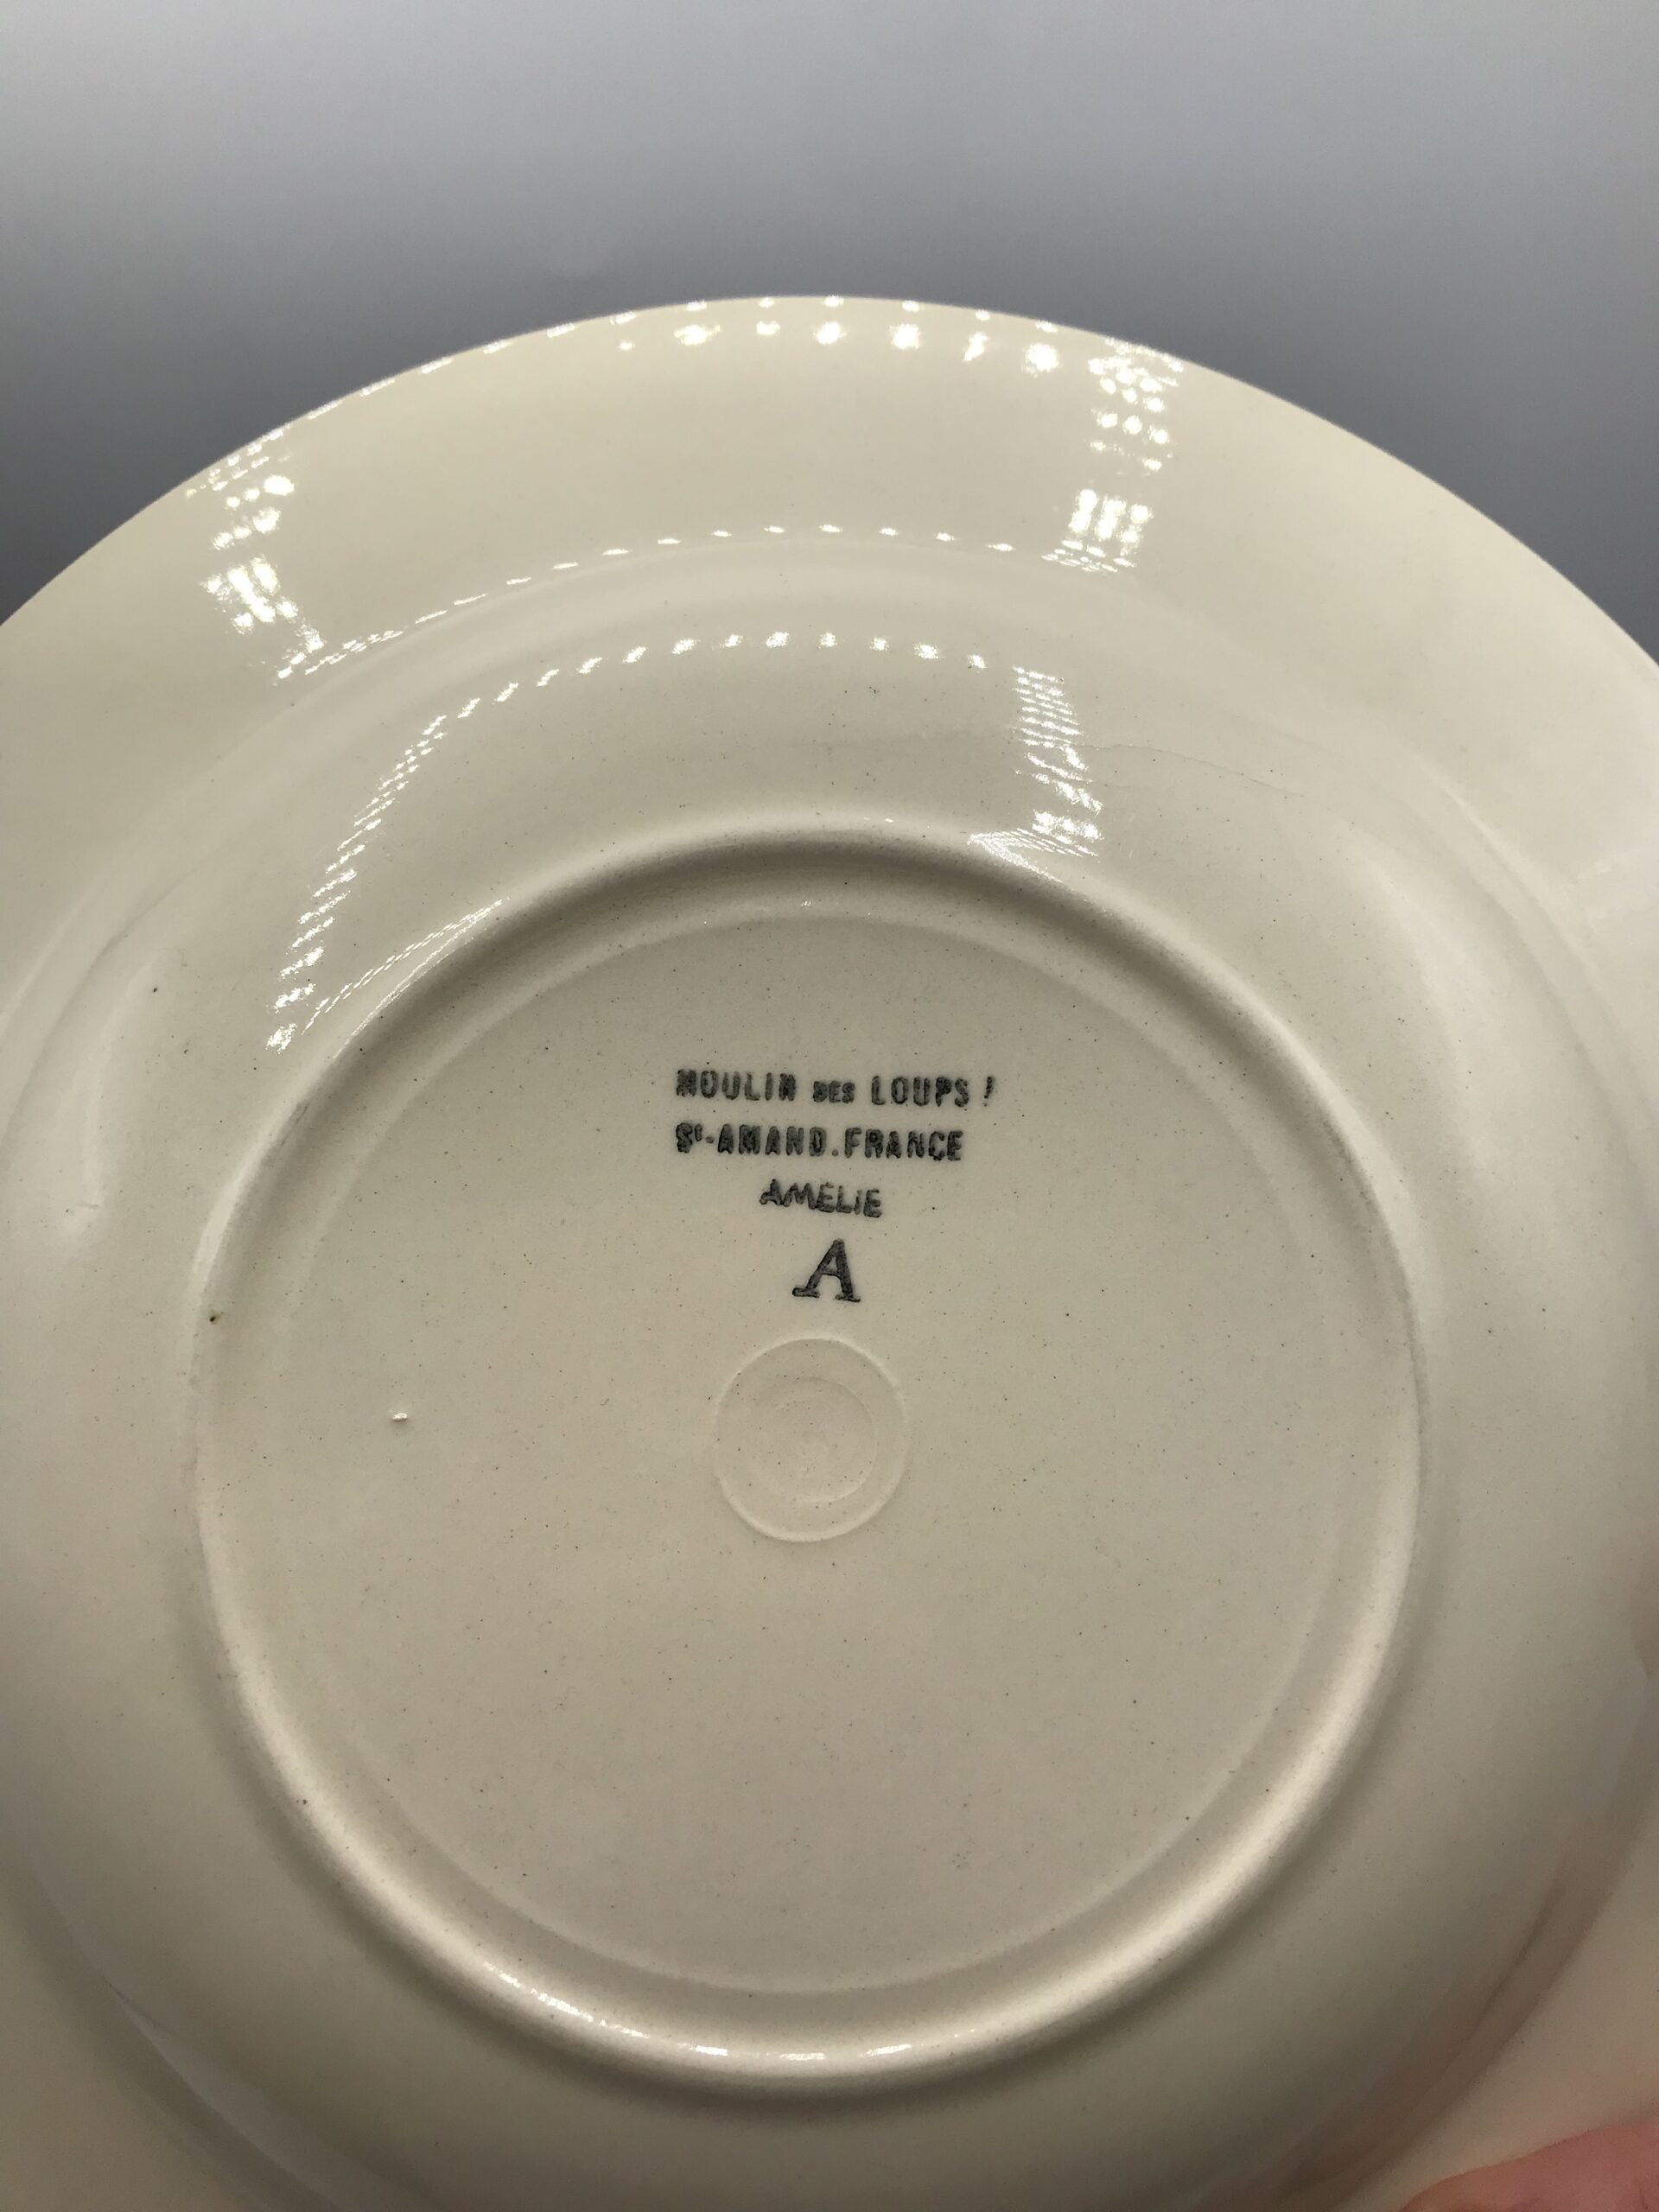 MOULIN DES LOUPS !
St-AMAND.FRANCE
AMELIE
A